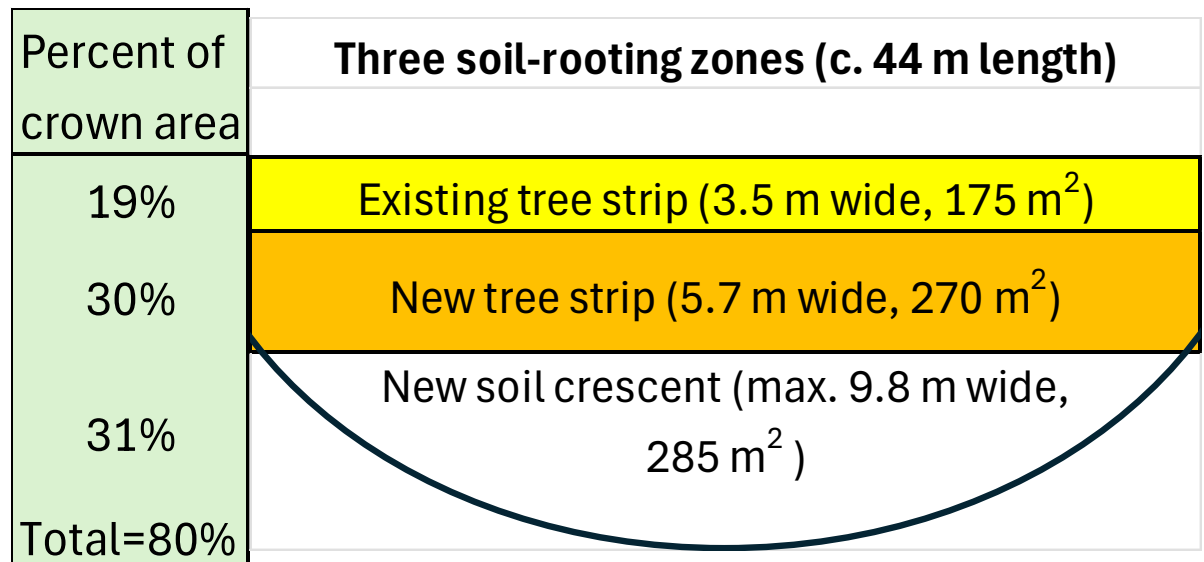 Percent of
crown area
Three soil-rooting zones (c. 44 m length)
19%
Existing tree strip (3.5 m wide, 175 m²)
30%
New tree strip (5.7 m wide, 270 m²)
31%
New soil crescent (max. 9.8 m wide,
285 m² )
Total=80%